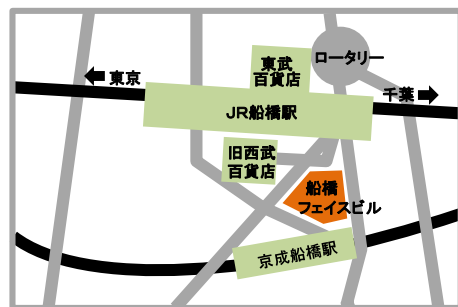 ロータリー
東武
百貨店
東京
千葉
JR船橋駅
旧西武
百貨店
船橋
フェイスビル
京成船橋駅